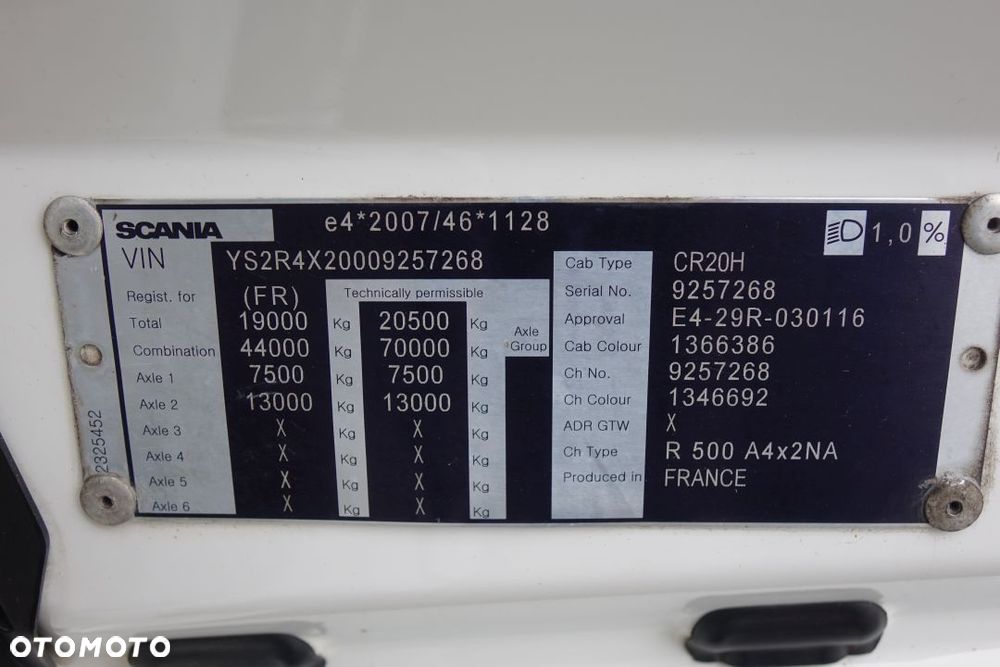 SCANIA e4*2007/46*1128 1,0 %
VIN YS2R4X20009257268
Regist. for (FR) Technically permissible
Total 19000 Kg 20500 Kg
Combination 44000 Kg 70000 Kg Axle Group
Axle 1 7500 Kg 7500 Kg
Axle 2 13000 Kg 13000 Kg
Axle 3 X Kg X Kg
Axle 4 X Kg X Kg
Axle 5 X Kg X Kg
Axle 6 X Kg X Kg
Cab Type CR20H
Serial No. 9257268
Approval E4-29R-030116
Cab Colour 1366386
Ch No. 9257268
Ch Colour 1346692
ADR GTW X
Ch Type R 500 A4x2NA
Produced in FRANCE
2325452
OTOMOTO